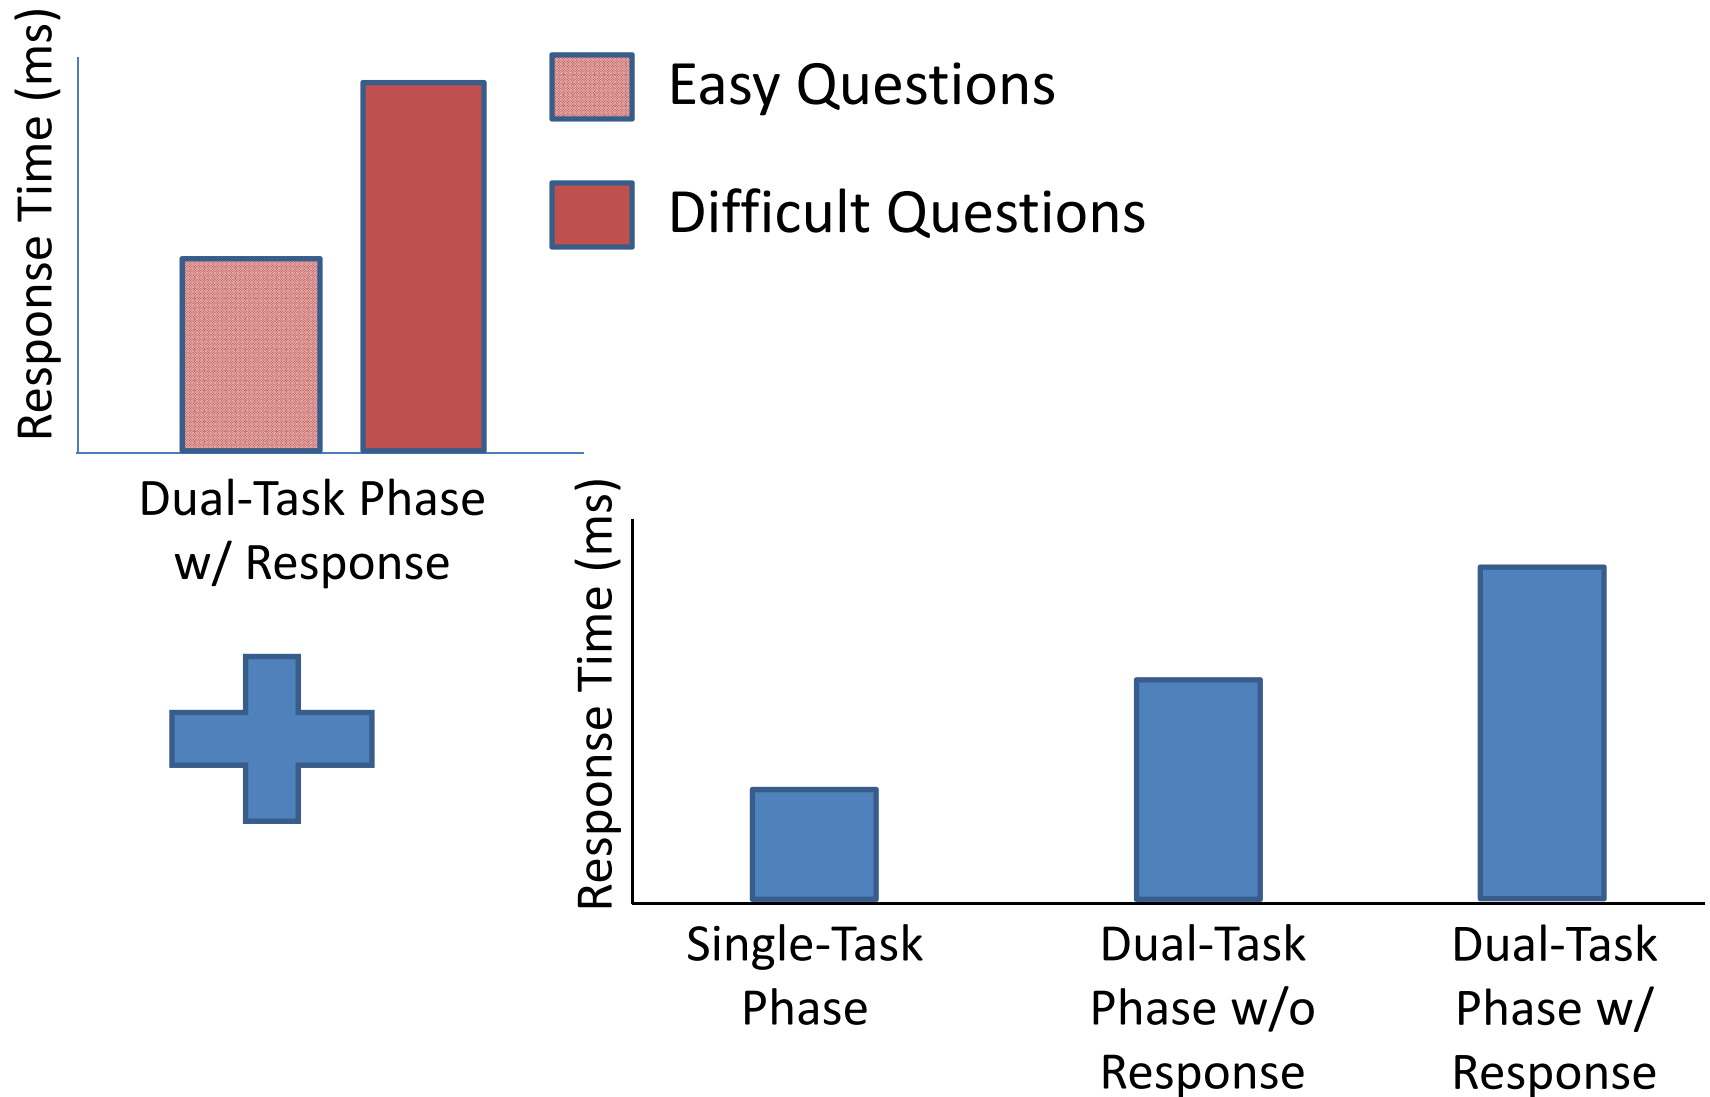 Response Time (ms)
Easy Questions
Difficult Questions
Dual-Task Phase
w/ Response
Response Time (ms)
Single-Task
Phase
Dual-Task
Phase w/o
Response
Dual-Task
Phase w/
Response